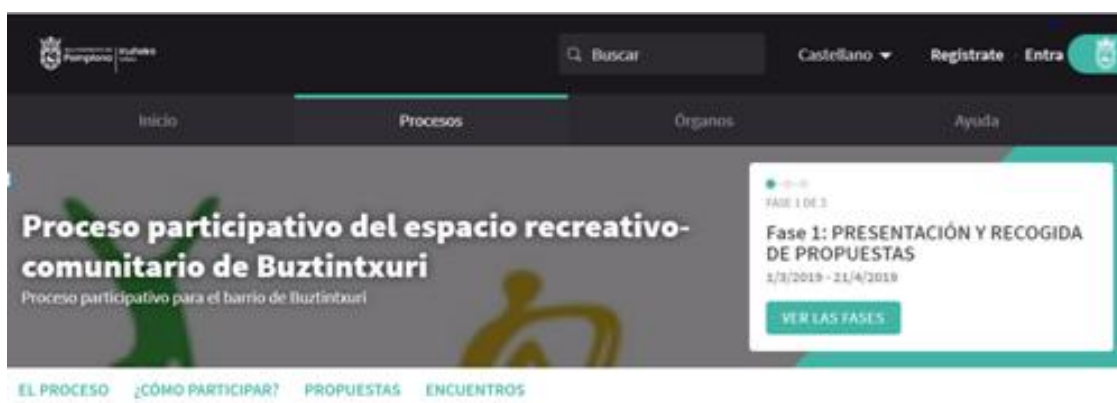 Pamplona Iruñeko
Buscar
Castellano
Regístrate Entra
Inicio
Procesos
Órganos
Ayuda
Proceso participativo del espacio recreativo-
comunitario de Buztintxuri
Proceso participativo para el barrio de Buztintxuri
FASE 1 DE 3
Fase 1: PRESENTACIÓN Y RECOGIDA
DE PROPUESTAS
1/3/2019 - 21/4/2019
VER LAS FASES
EL PROCESO ¿CÓMO PARTICIPAR? PROPUESTAS ENCUENTROS